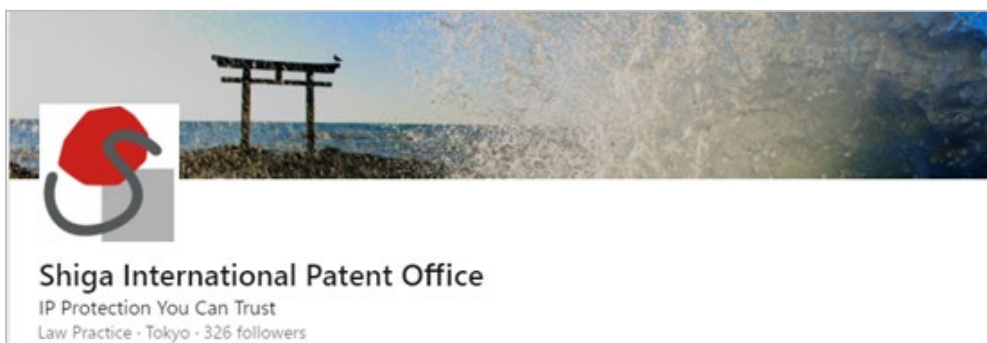 Shiga International Patent Office
IP Protection You Can Trust
Law Practice · Tokyo · 326 followers